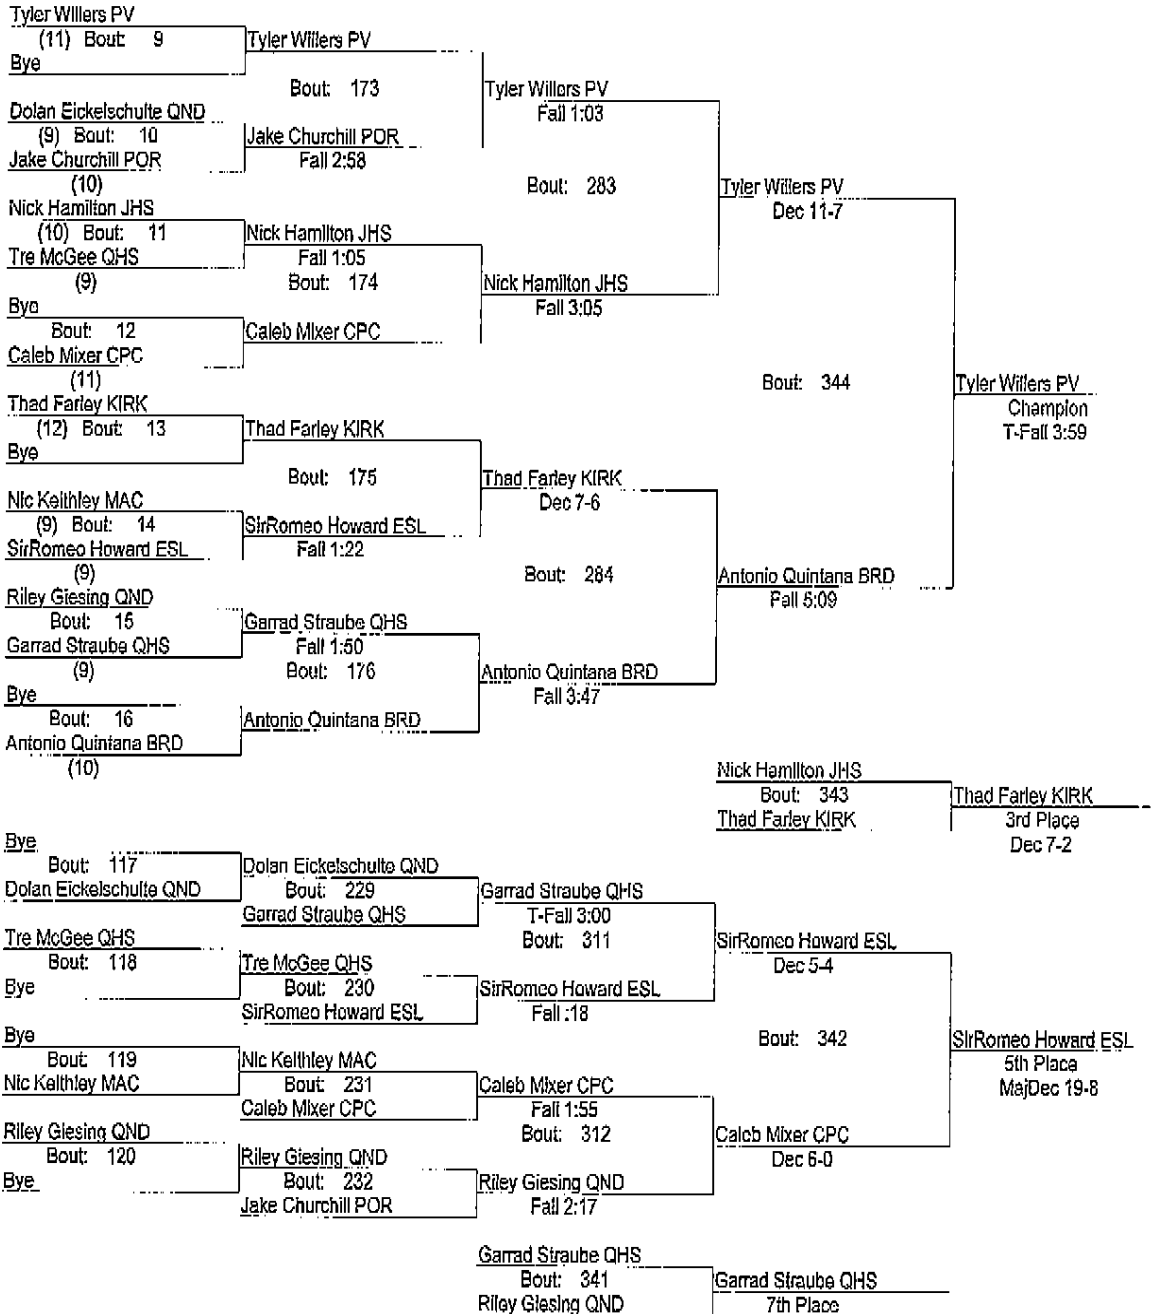 Tyler Willers PV
(11) Bout: 9
Bye
Tyler Willers PV
Bout: 173
Dolan Eickelschulte QND
(9) Bout: 10
Jake Churchill POR
(10)
Jake Churchill POR
Fall 2:58
Tyler Willers PV
Fall 1:03
Bout: 283
Nick Hamilton JHS
(10) Bout: 11
Tre McGee QHS
(9)
Nick Hamilton JHS
Fall 1:05
Bout: 174
Bye
Bout: 12
Caleb Mixer CPC
(11)
Caleb Mixer CPC
Nick Hamilton JHS
Fall 3:05
Tyler Willers PV
Dec 11-7
Bout: 344
Thad Farley KIRK
(12) Bout: 13
Bye
Thad Farley KIRK
Bout: 175
Nic Keithley MAC
(9) Bout: 14
SirRomeo Howard ESL
(9)
SirRomeo Howard ESL
Fall 1:22
Thad Farley KIRK
Dec 7-6
Bout: 284
Riley Giesing QND
Bout: 15
Garrad Straube QHS
(9)
Garrad Straube QHS
Fall 1:50
Bout: 176
Bye
Bout: 16
Antonio Quintana BRD
(10)
Antonio Quintana BRD
Antonio Quintana BRD
Fall 3:47
Antonio Quintana BRD
Fall 5:09
Tyler Willers PV
Champion
T-Fall 3:59
Nick Hamilton JHS
Bout: 343
Thad Farley KIRK
Thad Farley KIRK
3rd Place
Dec 7-2
Bye
Bout: 117
Dolan Eickelschulte QND
Dolan Eickelschulte QND
Bout: 229
Garrad Straube QHS
Garrad Straube QHS
T-Fall 3:00
Bout: 311
Tre McGee QHS
Bout: 118
Bye
Tre McGee QHS
Bout: 230
SirRomeo Howard ESL
SirRomeo Howard ESL
Fall :18
SirRomeo Howard ESL
Dec 5-4
Bout: 342
Bye
Bout: 119
Nic Keithley MAC
Nic Keithley MAC
Bout: 231
Caleb Mixer CPC
Caleb Mixer CPC
Fall 1:55
Bout: 312
Riley Giesing QND
Bout: 120
Bye
Riley Giesing QND
Bout: 232
Jake Churchill POR
Riley Giesing QND
Fall 2:17
Caleb Mixer CPC
Dec 6-0
SirRomeo Howard ESL
5th Place
MajDec 19-8
Garrad Straube QHS
Bout: 341
Riley Giesing QND
Garrad Straube QHS
7th Place